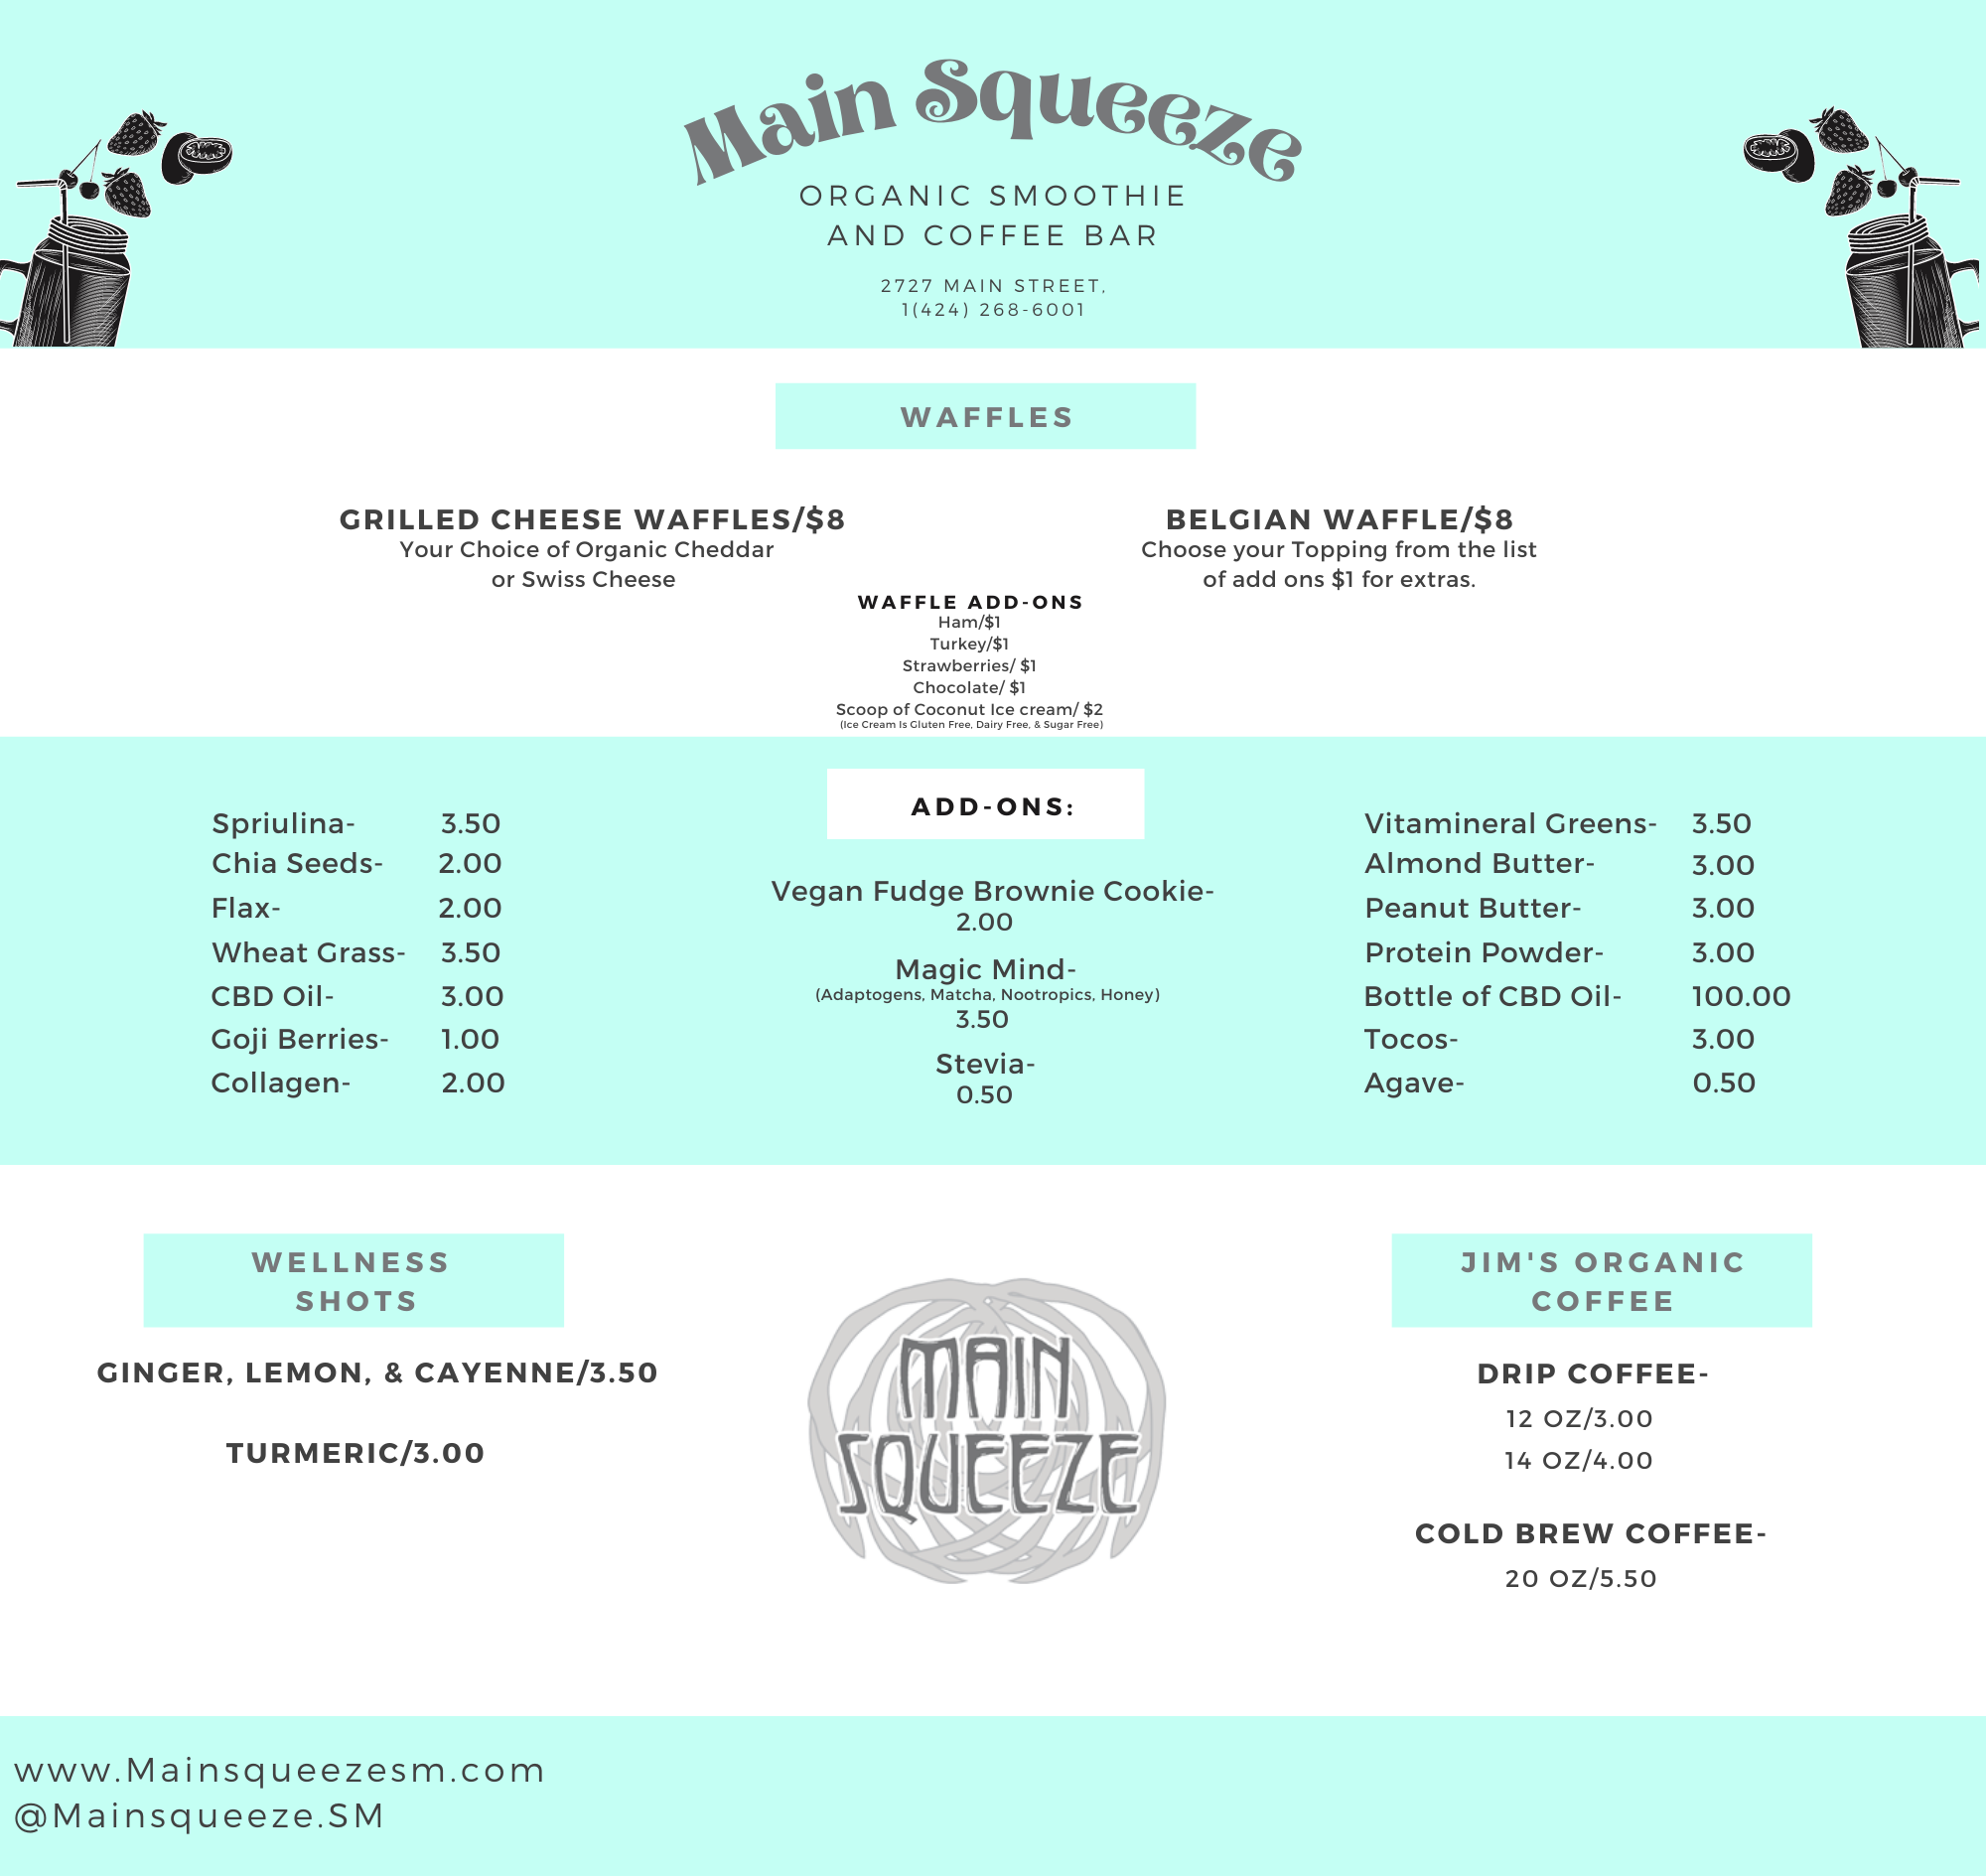 Main Squeeze
ORGANIC SMOOTHIE
AND COFFEE BAR
2727 MAIN STREET,
1(424) 268-6001
WAFFLES
GRILLED CHEESE WAFFLES/$8
Your Choice of Organic Cheddar
or Swiss Cheese
BELGIAN WAFFLE/$8
Choose your Topping from the list
of add ons $1 for extras.
WAFFLE ADD-ONS
Ham/$1
Turkey/$1
Strawberries/ $1
Chocolate/ $1
Scoop of Coconut Ice cream/ $2
(Ice Cream Is Gluten Free, Dairy Free, & Sugar Free)
ADD-ONS:
Spriulina- 3.50
Chia Seeds- 2.00
Flax- 2.00
Wheat Grass- 3.50
CBD Oil- 3.00
Goji Berries- 1.00
Collagen- 2.00
Vegan Fudge Brownie Cookie-
2.00
Magic Mind-
(Adaptogens, Matcha, Nootropics, Honey)
3.50
Stevia-
0.50
Vitamineral Greens- 3.50
Almond Butter- 3.00
Peanut Butter- 3.00
Protein Powder- 3.00
Bottle of CBD Oil- 100.00
Tocos- 3.00
Agave- 0.50
WELLNESS
SHOTS
GINGER, LEMON, & CAYENNE/3.50
TURMERIC/3.00
MAIN
SQUEEZE
JIM'S ORGANIC
COFFEE
DRIP COFFEE-
12 OZ/3.00
14 OZ/4.00
COLD BREW COFFEE-
20 OZ/5.50
www.Mainsqueezesm.com
@Mainsqueeze.SM